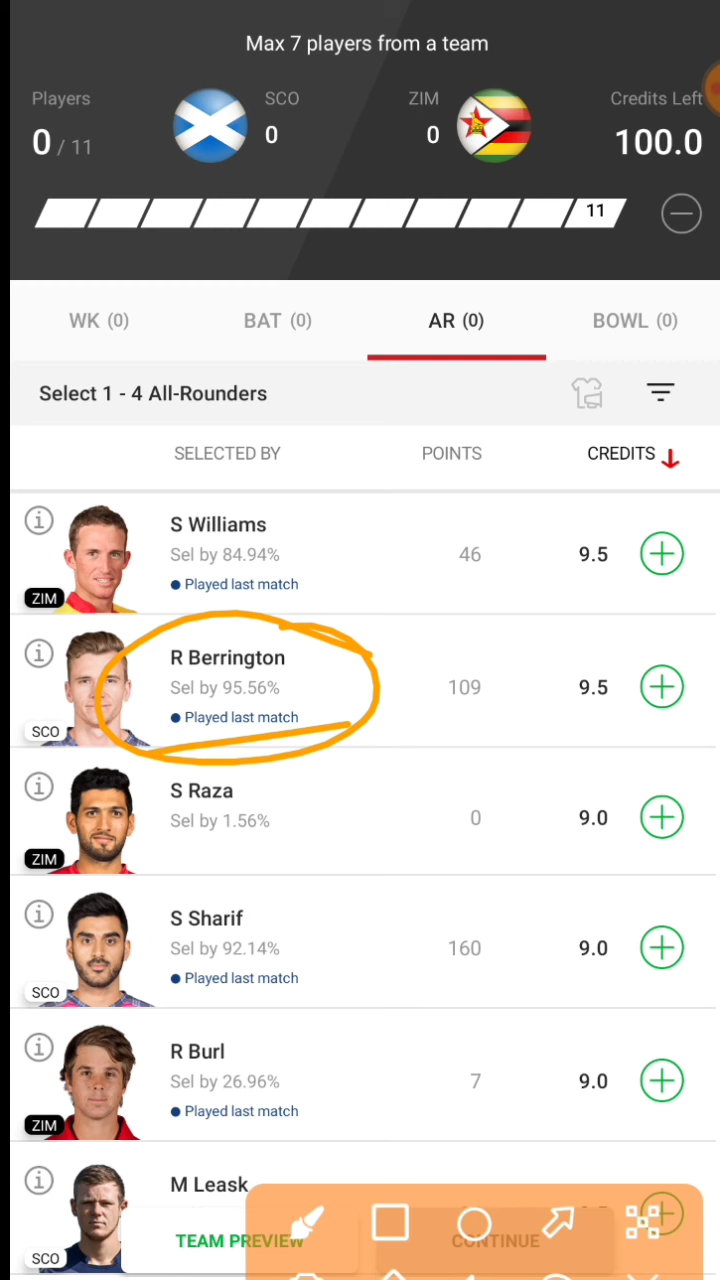 Max 7 players from a team
Players SCO ZIM Credits Left
0 / 11 0 0 100.0
11
WK (0) BAT (0) AR (0) BOWL (0)
Select 1 - 4 All-Rounders
SELECTED BY POINTS CREDITS
S Williams
Sel by 84.94% 46 9.5
Played last match
ZIM
R Berrington
Sel by 95.56% 109 9.5
Played last match
SCO
S Raza
Sel by 1.56% 0 9.0
ZIM
S Sharif
Sel by 92.14% 160 9.0
Played last match
SCO
R Burl
Sel by 26.96% 7 9.0
Played last match
ZIM
M Leask
TEAM PREVIEW CONTINUE
SCO